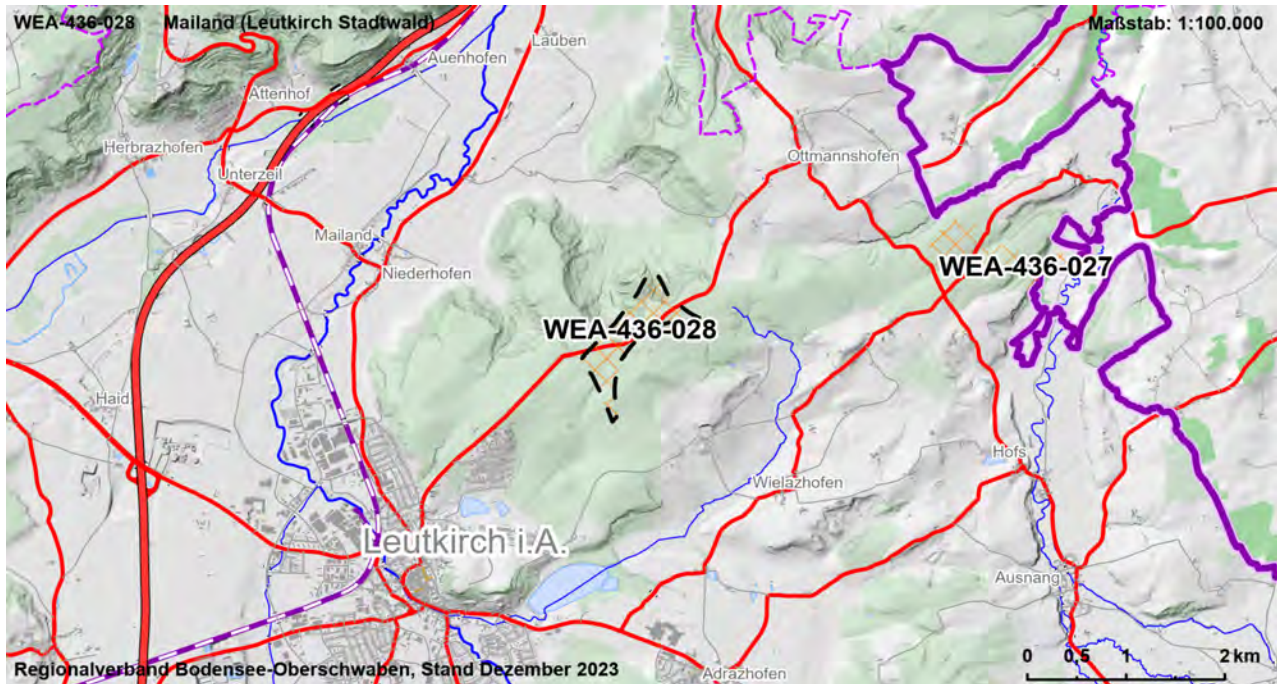 WEA-436-028 Mailand (Leutkirch Stadtwald) Maßstab: 1:100.000
Lauben
Auenhofen
Attenhof
Herbrazhofen
Ottmannshofen
Unterzeil
Mailand
Niederhofen
WEA-436-027
WEA-436-028
Haid
Hofs
Wielazhofen
Leutkirch i.A.
Ausnang
Adrazhofen
Regionalverband Bodensee-Oberschwaben, Stand Dezember 2023
0 0,5 1 2 km